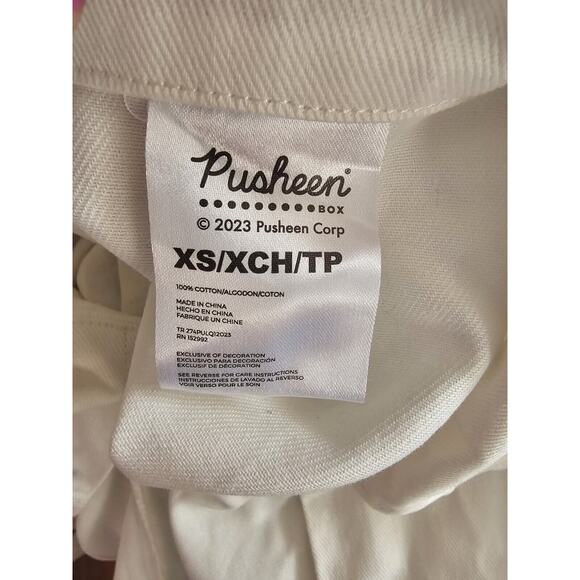 Pusheen®
BOX
© 2023 Pusheen Corp
XS/XCH/TP
100% COTTON/ALGODON/COTON
MADE IN CHINA
HECHO EN CHINA
FABRIQUE UN CHINE
TR 274PULQ12023
RN 152992
EXCLUSIVE OF DECORATION
EXCLUSIVO PARA DECORACIÓN
EXCLUSIF DE DÉCORATION
SEE REVERSE FOR CARE INSTRUCTIONS
INSTRUCCIONES DE LAVADO AL REVERSO
VOIR VERSO POUR LE SOIN